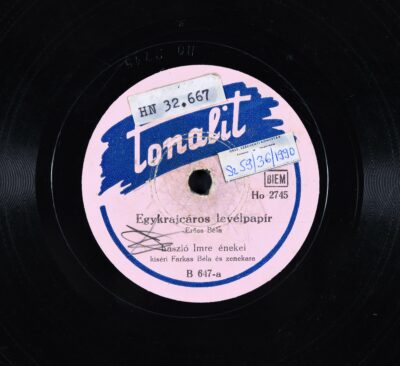 HN 32.667
tonalit
Sz 53/36/1990
BIEM
Ho 2745
Egykrajcáros levélpapír
Erdős Béla
László Imre énekel
kíséri Farkas Béla és zenekara
B 647-a